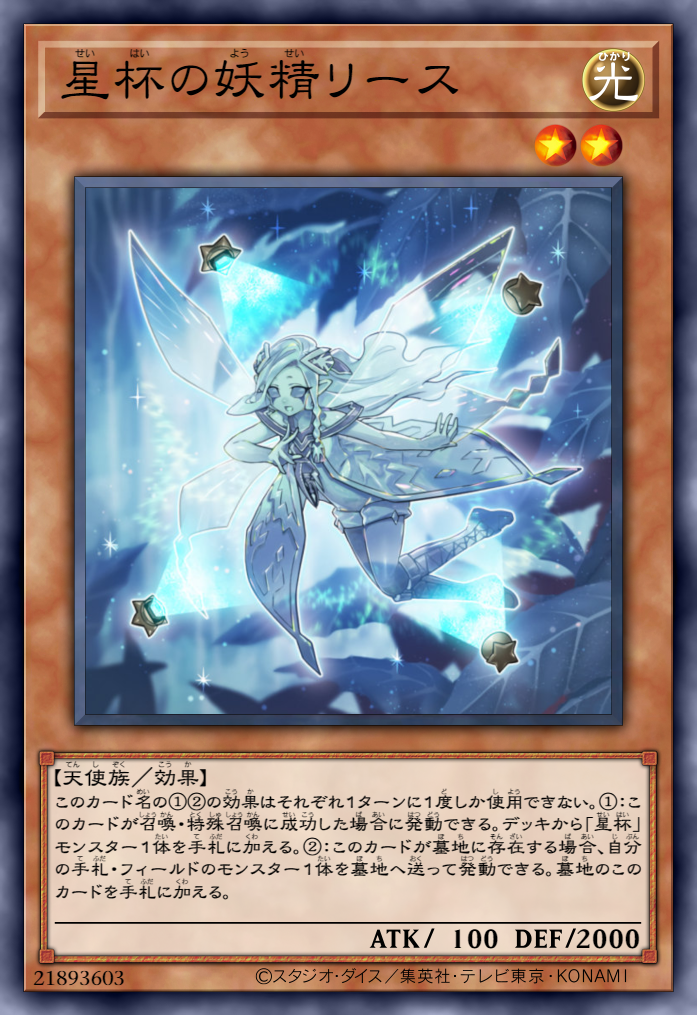 星杯の妖精リース
光
【天使族／効果】
このカード名の①②の効果はそれぞれ1ターンに1度しか使用できない。①：こ
のカードが召喚・特殊召喚に成功した場合に発動できる。デッキから「星杯」
モンスター1体を手札に加える。②：このカードが墓地に存在する場合、自分
の手札・フィールドのモンスター1体を墓地へ送って発動できる。墓地のこの
カードを手札に加える。
ATK/ 100 DEF/2000
21893603 ©スタジオ・ダイス／集英社・テレビ東京・KONAMI